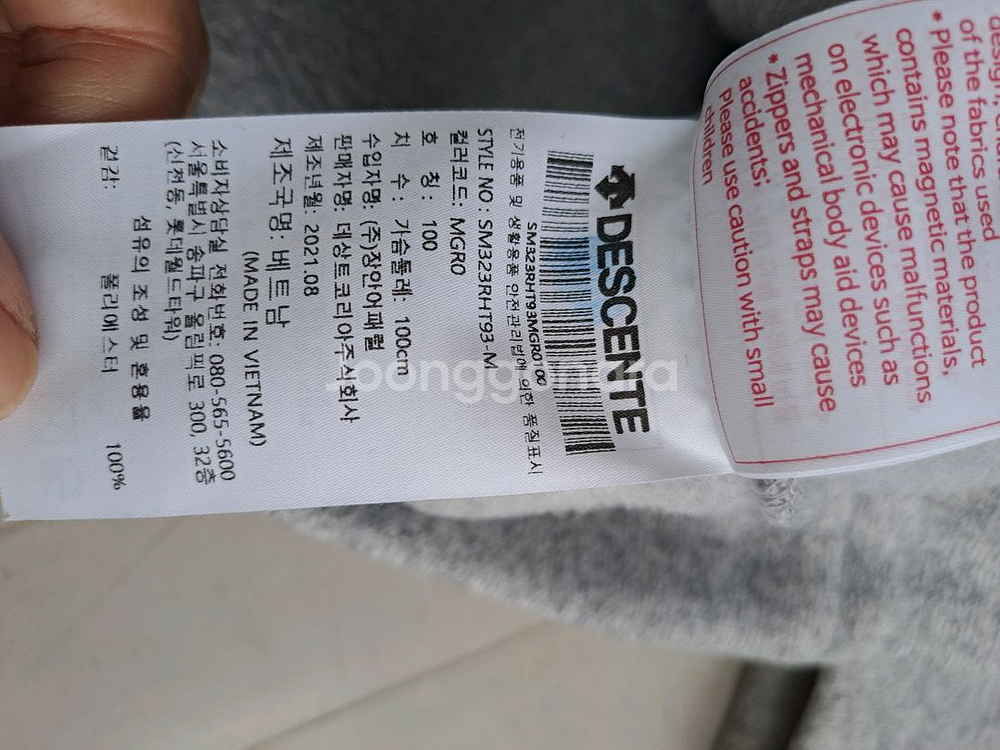 DESCENTE
SM323RHT93MGR0100
전기용품 및 생활용품 안전관리법에 의한 품질표시
STYLE NO : SM323RHT93-M
컬러코드: MGR0
호 칭: 100
치 수: 가슴둘레: 100cm
수입자명: (주)장안어패럴
판매자명: 대상트코리아주식회사
제조년월: 2021.08
제조국명: 베트남
(MADE IN VIETNAM)
소비자상담실 전화번호: 080-565-5600
서울특별시 송파구 올림픽로 300, 32층
(신천동 롯데월드타워)
섬유의 조성 및 혼용율
겉감: 폴리에스터 100%
of the fabrics used
* Please note that the product
contains magnetic materials,
which may cause malfunctions
on electronic devices such as
mechanical body aid devices
* Zippers and straps may cause
accidents;
Please use caution with small
children
Joonggonara